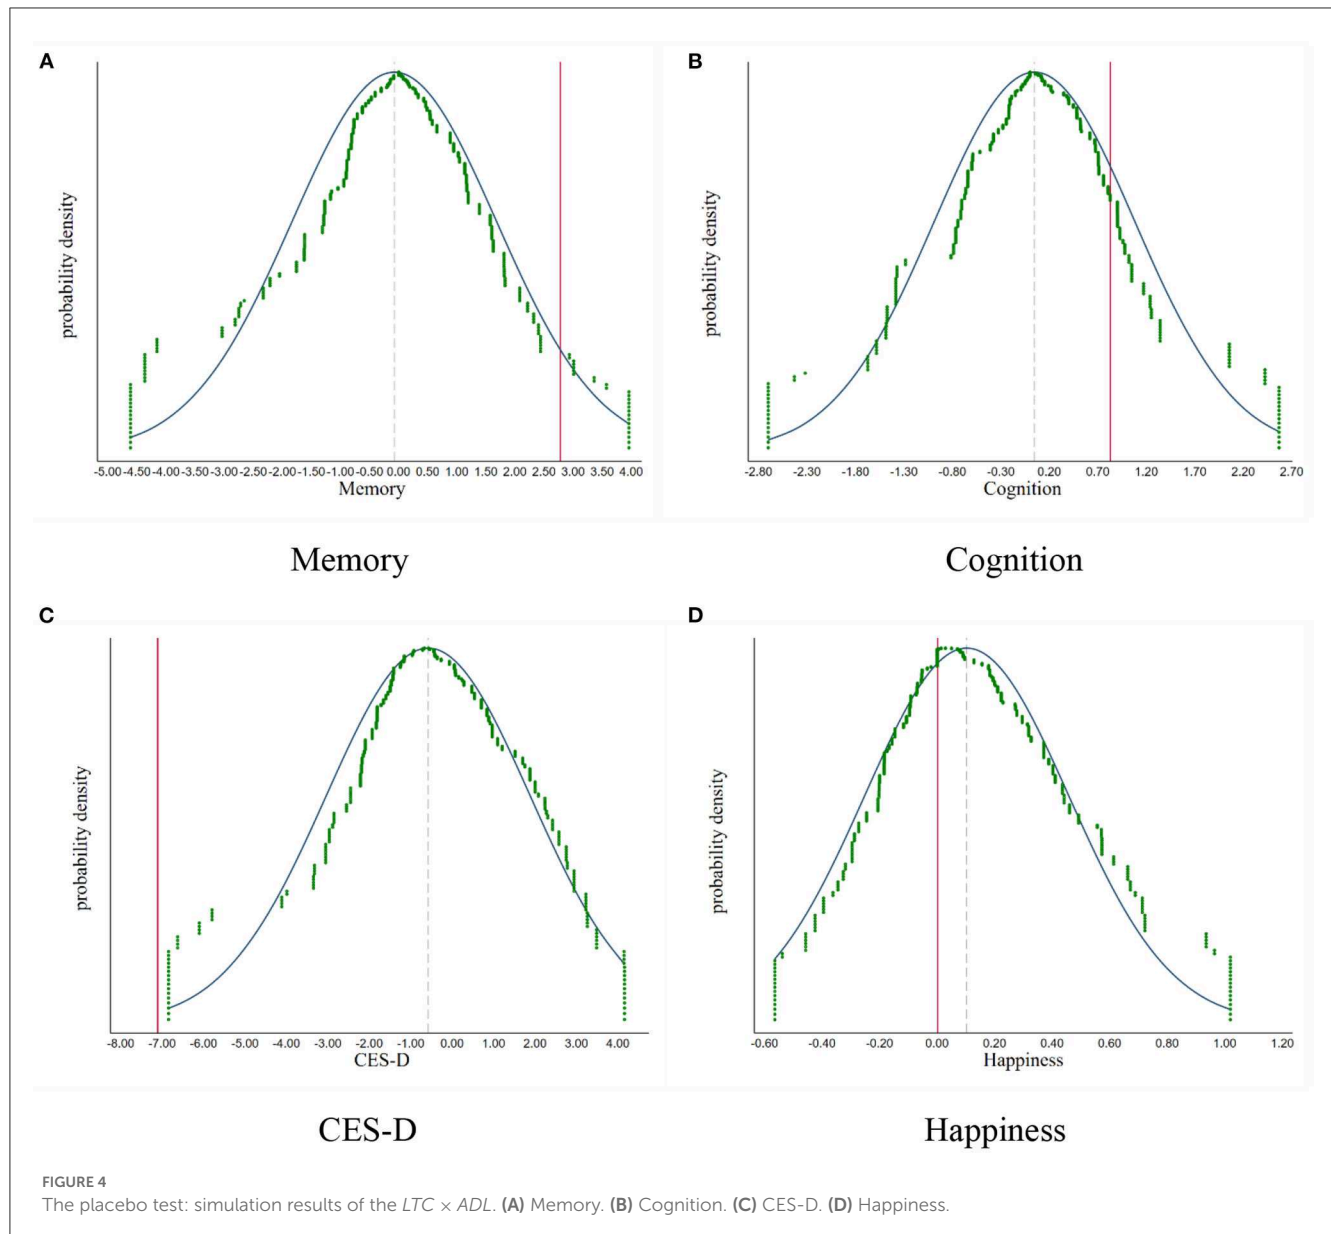 A
probability density
-5.00-4.50-4.00-3.50-3.00-2.50-2.00-1.50-1.00-0.50 0.00 0.50 1.00 1.50 2.00 2.50 3.00 3.50 4.00
Memory
Memory
B
probability density
-2.80 -2.30 -1.80 -1.30 -0.80 -0.30 0.20 0.70 1.20 1.70 2.20 2.70
Cognition
Cognition
C
probability density
-8.00 -7.00 -6.00 -5.00 -4.00 -3.00 -2.00 -1.00 0.00 1.00 2.00 3.00 4.00
CES-D
CES-D
D
probability density
-0.60 -0.40 -0.20 0.00 0.20 0.40 0.60 0.80 1.00 1.20
Happiness
Happiness
FIGURE 4
The placebo test: simulation results of the LTC × ADL. (A) Memory. (B) Cognition. (C) CES-D. (D) Happiness.